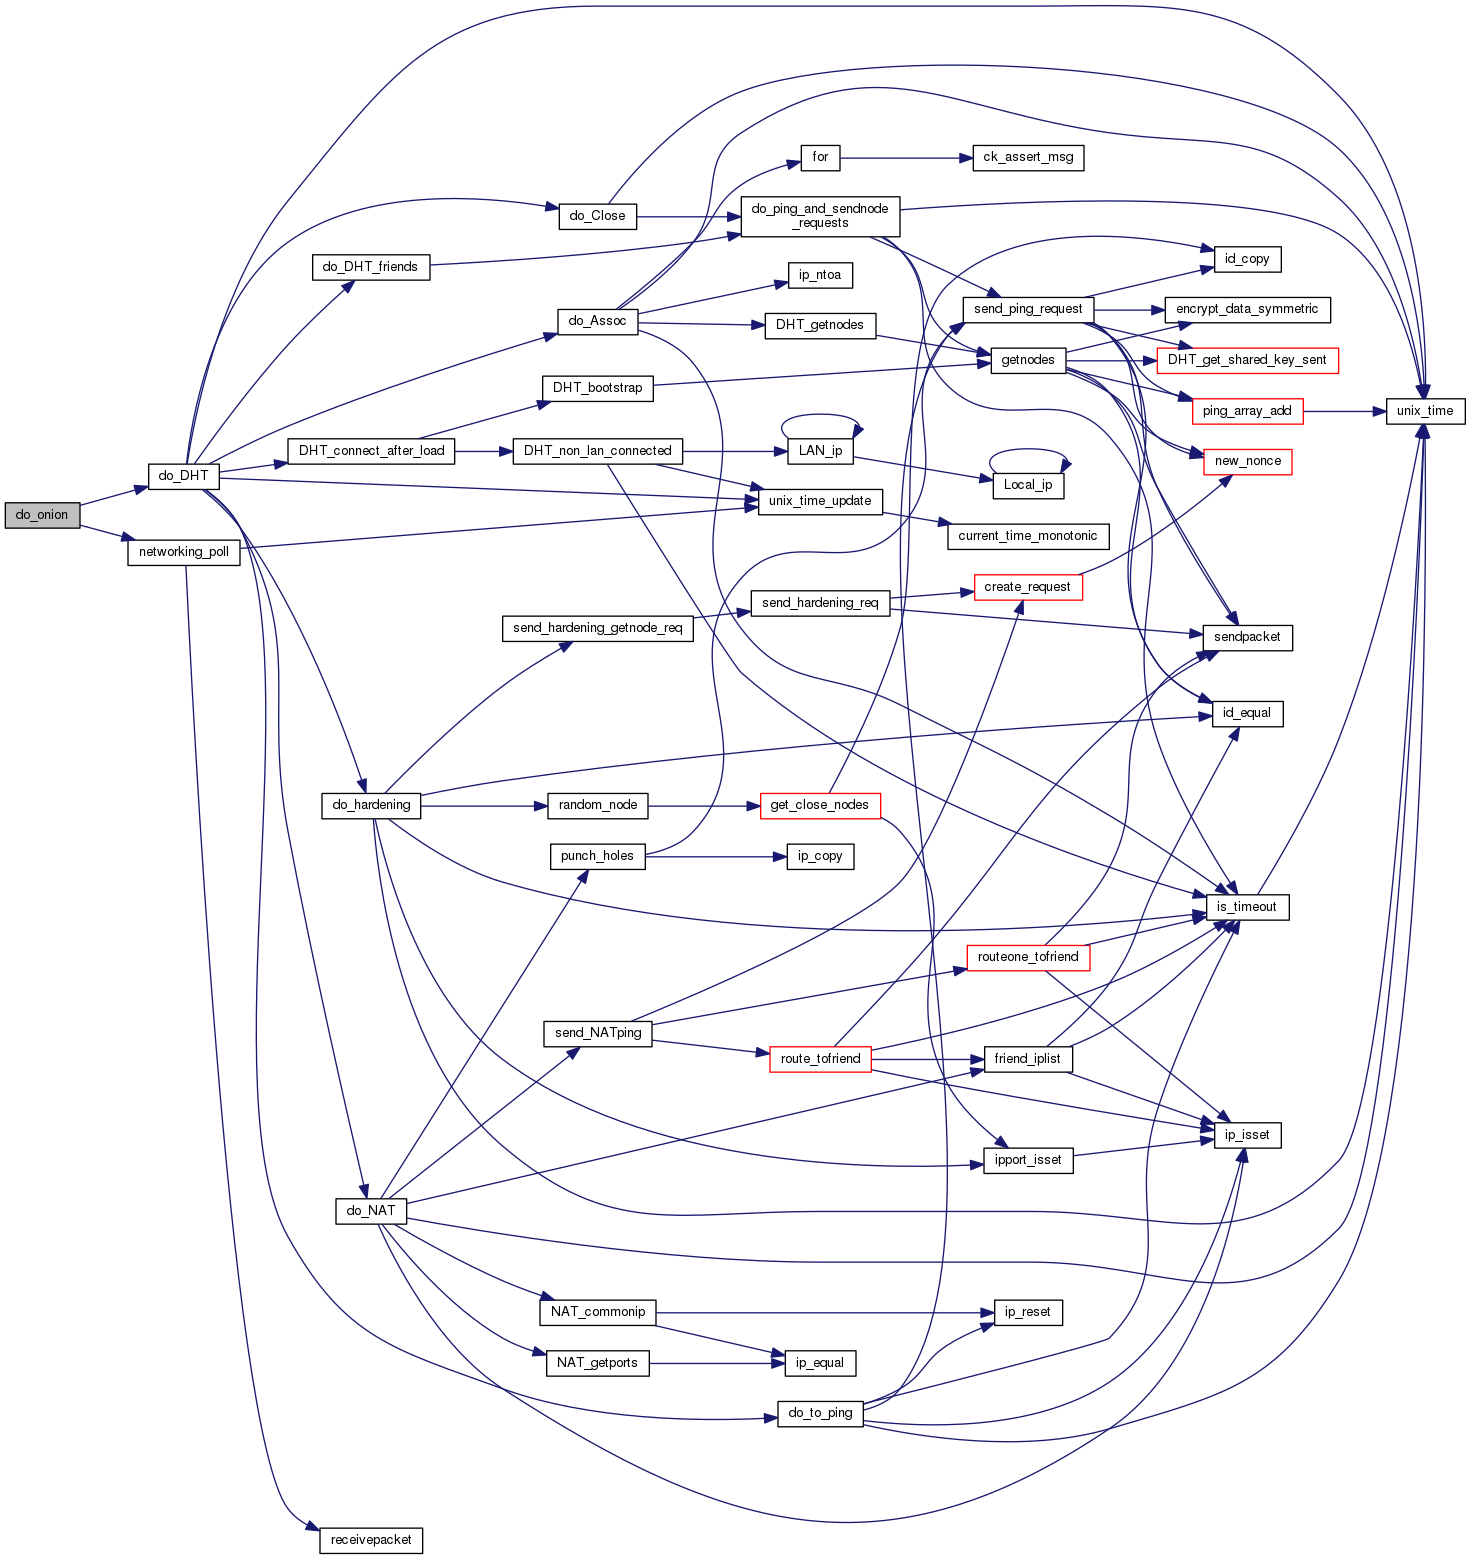 for
ck_assert_msg
do_Close
do_ping_and_sendnode
_requests
id_copy
do_DHT_friends
ip_ntoa
send_ping_request
encrypt_data_symmetric
do_Assoc
DHT_getnodes
getnodes
DHT_get_shared_key_sent
DHT_bootstrap
ping_array_add
unix_time
DHT_connect_after_load
DHT_non_lan_connected
LAN_ip
new_nonce
do_DHT
Local_ip
unix_time_update
do_onion
current_time_monotonic
networking_poll
create_request
send_hardening_req
send_hardening_getnode_req
sendpacket
id_equal
do_hardening
random_node
get_close_nodes
punch_holes
ip_copy
is_timeout
routeone_tofriend
send_NATping
route_tofriend
friend_iplist
ip_isset
ipport_isset
do_NAT
NAT_commonip
ip_reset
NAT_getports
ip_equal
do_to_ping
receivepacket